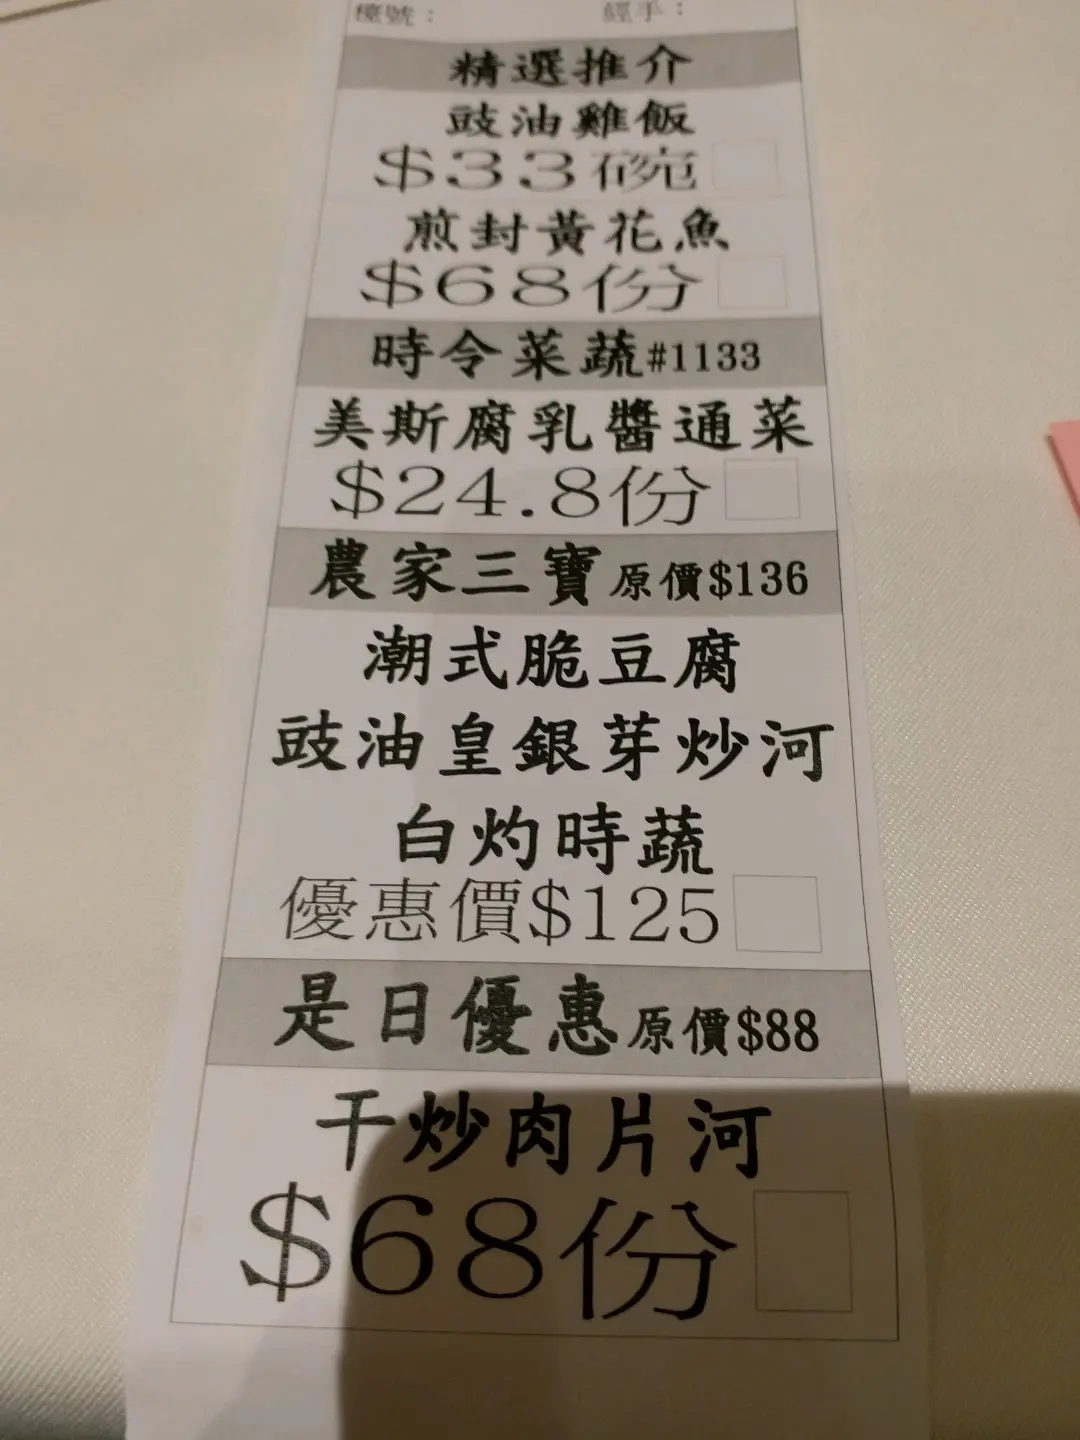 檯號： 經手：
精選推介
豉油雞飯
$33碗
煎封黃花魚
$68份
時令菜蔬#1133
美斯腐乳醬通菜
$24.8份
農家三寶原價$136
潮式脆豆腐
豉油皇銀芽炒河
白灼時蔬
優惠價$125
是日優惠原價$88
干炒肉片河
$68份